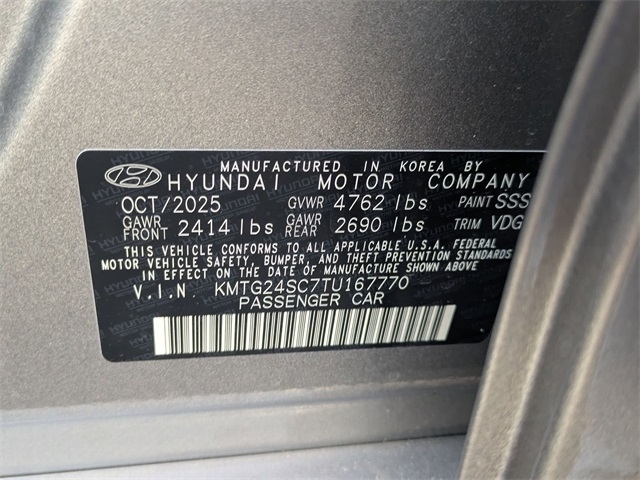 MANUFACTURED IN KOREA BY
HYUNDAI MOTOR COMPANY
OCT/2025 GVWR 4762 lbs PAINT SSS
GAWR FRONT 2414 lbs GAWR REAR 2690 lbs TRIM VDG
THIS VEHICLE CONFORMS TO ALL APPLICABLE U.S.A. FEDERAL
MOTOR VEHICLE SAFETY, BUMPER, AND THEFT PREVENTION STANDARDS
IN EFFECT ON THE DATE OF MANUFACTURE SHOWN ABOVE
V.I.N. KMTG24SC7TU167770
PASSENGER CAR